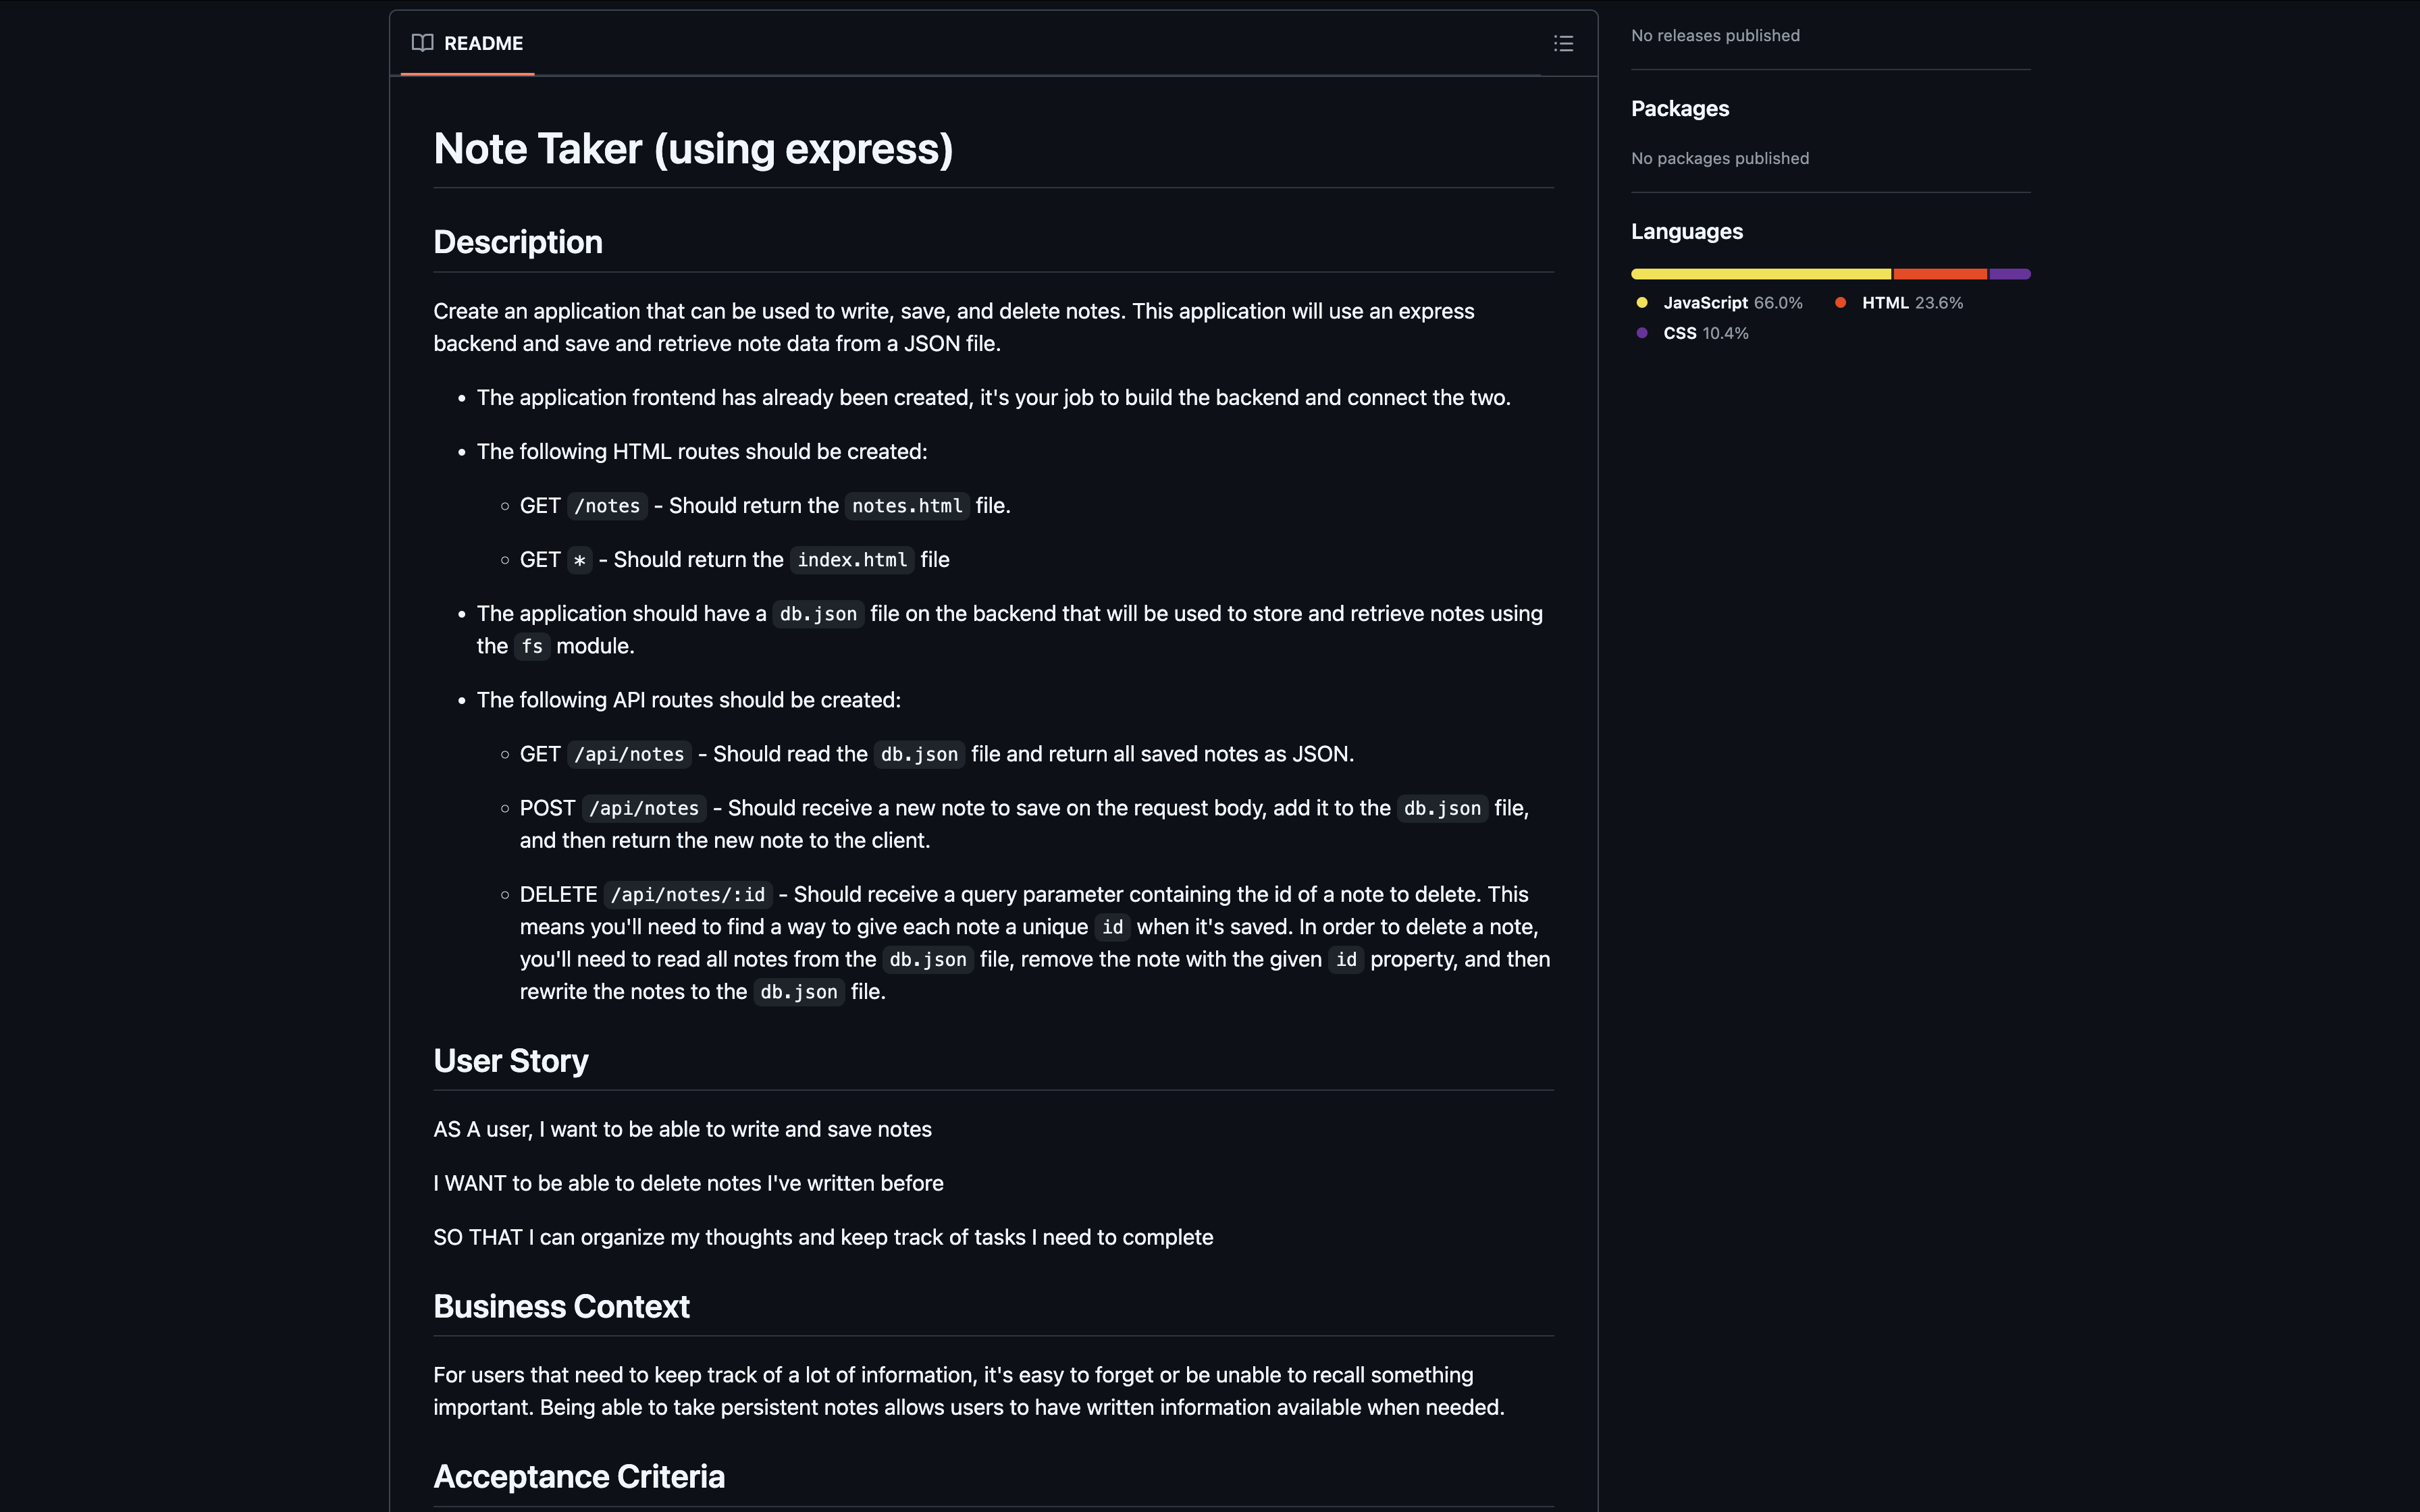 README
Note Taker (using express)
Description
Create an application that can be used to write, save, and delete notes. This application will use an express
backend and save and retrieve note data from a JSON file.
The application frontend has already been created, it's your job to build the backend and connect the two.
The following HTML routes should be created:
GET /notes - Should return the notes.html file.
GET * - Should return the index.html file
The application should have a db.json file on the backend that will be used to store and retrieve notes using
the fs module.
The following API routes should be created:
GET /api/notes - Should read the db.json file and return all saved notes as JSON.
POST /api/notes - Should receive a new note to save on the request body, add it to the db.json file,
and then return the new note to the client.
DELETE /api/notes/:id - Should receive a query parameter containing the id of a note to delete. This
means you'll need to find a way to give each note a unique id when it's saved. In order to delete a note,
you'll need to read all notes from the db.json file, remove the note with the given id property, and then
rewrite the notes to the db.json file.
User Story
AS A user, I want to be able to write and save notes
I WANT to be able to delete notes I've written before
SO THAT I can organize my thoughts and keep track of tasks I need to complete
Business Context
For users that need to keep track of a lot of information, it's easy to forget or be unable to recall something
important. Being able to take persistent notes allows users to have written information available when needed.
Acceptance Criteria
No releases published
Packages
No packages published
Languages
JavaScript 66.0% HTML 23.6%
CSS 10.4%